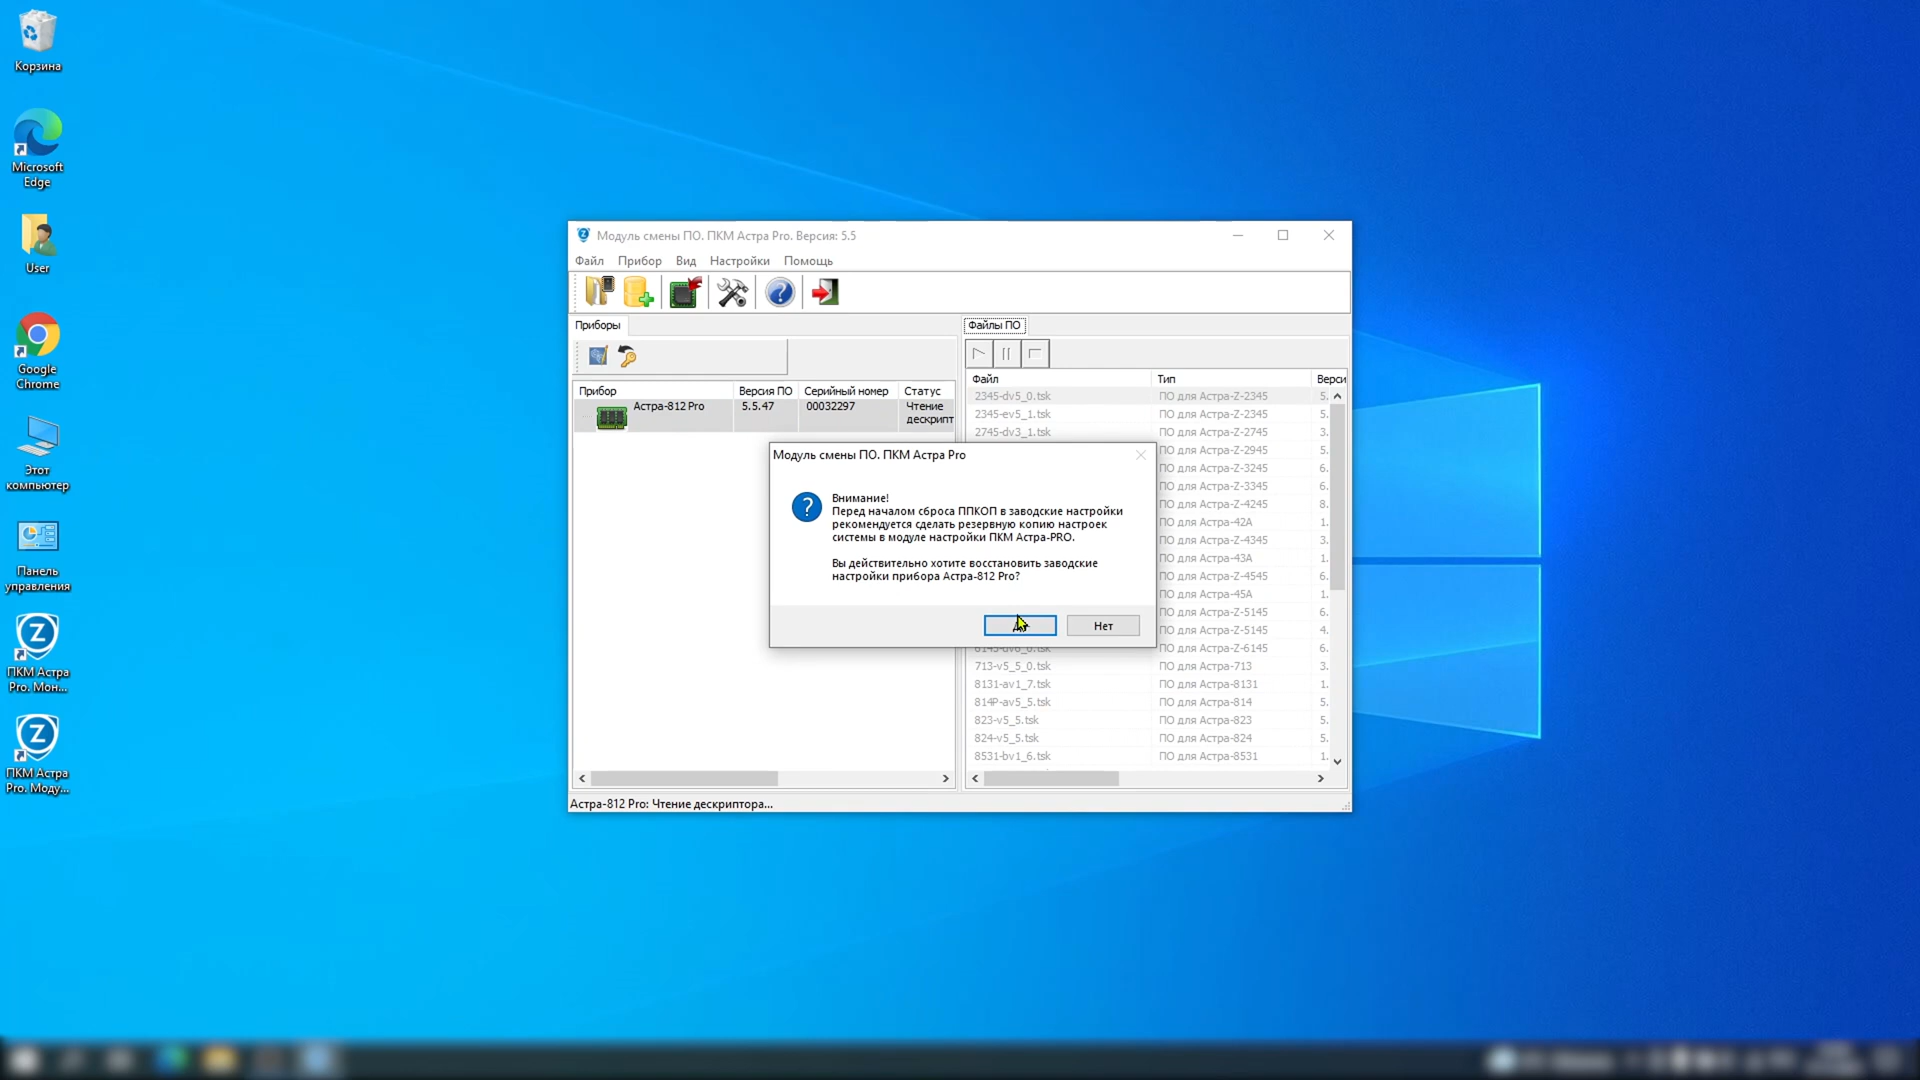 Корзина
Microsoft
Edge
User
Google
Chrome
Этот
компьютер
Панель
управления
ПКМ Астра
Pro. Мон...
ПКМ Астра
Pro. Моду...
Модуль смены ПО. ПКМ Астра Pro. Версия: 5.5
Файл Прибор Вид Настройки Помощь
Приборы
Прибор Версия ПО Серийный номер Статус
Астра-812 Pro 5.5.47 00032297 Чтение
дескрипт
Файлы ПО
Файл Тип Верси
2345-dv5_0.tsk ПО для Астра-Z-2345 5.
2345-ev5_1.tsk ПО для Астра-Z-2345 5.
2745-dv3_1.tsk ПО для Астра-Z-2745 3.
ПО для Астра-Z-2945 5.
ПО для Астра-Z-3245 6.
ПО для Астра-Z-3345 6.
ПО для Астра-Z-4245 8.
ПО для Астра-42А 1.
ПО для Астра-Z-4345 3.
ПО для Астра-43А 1.
ПО для Астра-Z-4545 6.
ПО для Астра-45А 1.
ПО для Астра-Z-5145 6.
ПО для Астра-Z-5145 4.
ПО для Астра-Z-6145 6.
713-v5_5_0.tsk ПО для Астра-713 3.
8131-av1_7.tsk ПО для Астра-8131 1.
814P-av5_5.tsk ПО для Астра-814 5.
823-v5_5.tsk ПО для Астра-823 5.
824-v5_5.tsk ПО для Астра-824 5.
8531-bv1_6.tsk ПО для Астра-8531 1.
Модуль смены ПО. ПКМ Астра Pro
Внимание!
Перед началом сброса ППКОП в заводские настройки
рекомендуется сделать резервную копию настроек
системы в модуле настройки ПКМ Астра-PRO.
Вы действительно хотите восстановить заводские
настройки прибора Астра-812 Pro?
Нет
Астра-812 Pro: Чтение дескриптора...